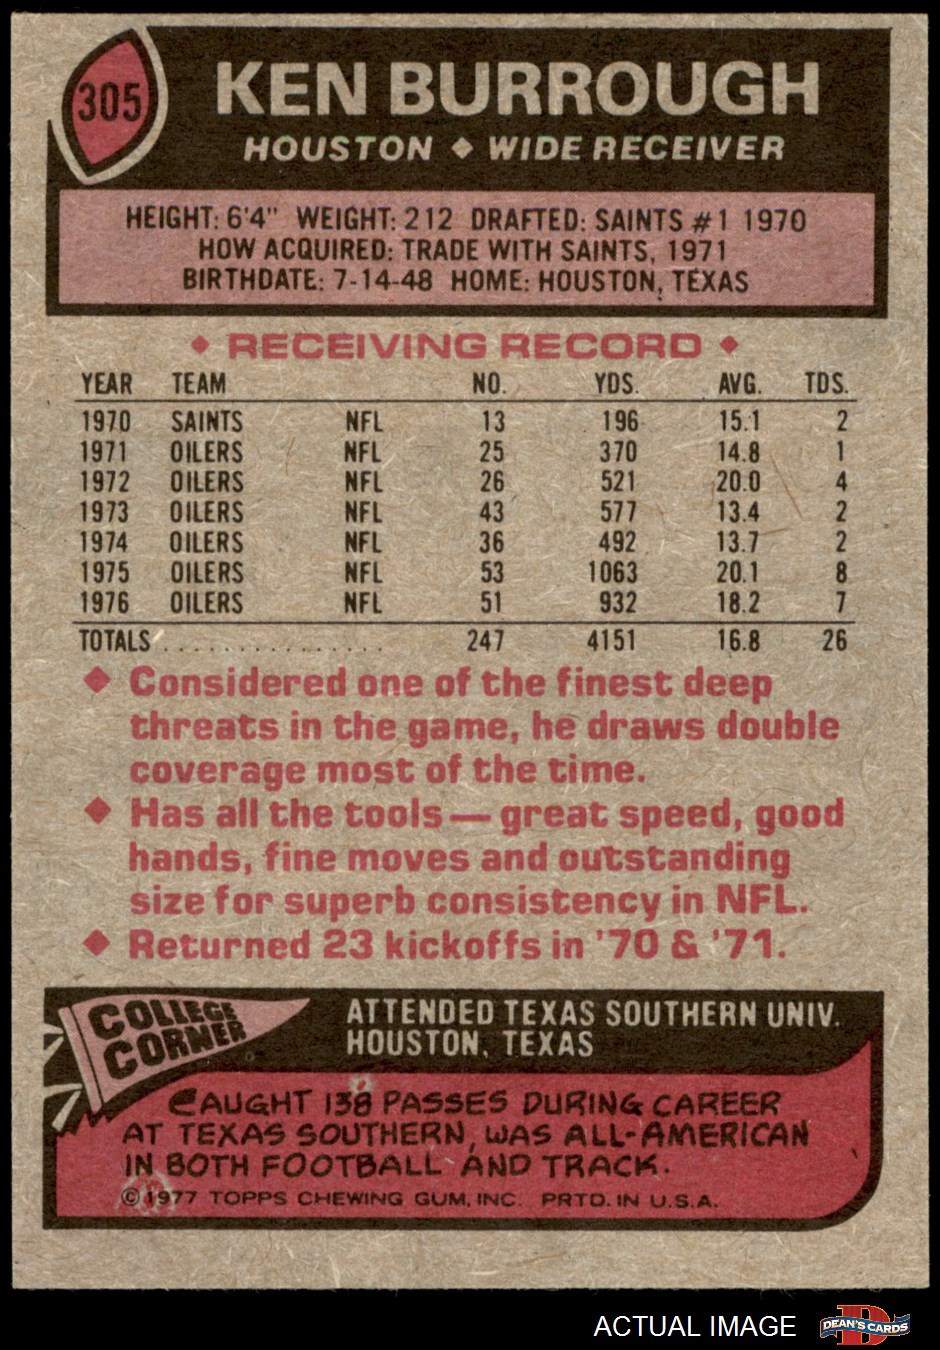 305
KEN BURROUGH
HOUSTON ◆ WIDE RECEIVER
HEIGHT: 6'4" WEIGHT: 212 DRAFTED: SAINTS #1 1970
HOW ACQUIRED: TRADE WITH SAINTS, 1971
BIRTHDATE: 7-14-48 HOME: HOUSTON, TEXAS
◆ RECEIVING RECORD ◆
YEAR TEAM NO. YDS. AVG. TDS.
1970 SAINTS NFL 13 196 15.1 2
1971 OILERS NFL 25 370 14.8 1
1972 OILERS NFL 26 521 20.0 4
1973 OILERS NFL 43 577 13.4 2
1974 OILERS NFL 36 492 13.7 2
1975 OILERS NFL 53 1063 20.1 8
1976 OILERS NFL 51 932 18.2 7
TOTALS . . . . . . . . . . . . . . . 247 4151 16.8 26
◆ Considered one of the finest deep
threats in the game, he draws double
coverage most of the time.
◆ Has all the tools — great speed, good
hands, fine moves and outstanding
size for superb consistency in NFL.
◆ Returned 23 kickoffs in '70 & '71.
COLLEGE
CORNER
ATTENDED TEXAS SOUTHERN UNIV.
HOUSTON, TEXAS
CAUGHT 138 PASSES DURING CAREER
AT TEXAS SOUTHERN, WAS ALL-AMERICAN
IN BOTH FOOTBALL AND TRACK.
© 1977 TOPPS CHEWING GUM, INC. PRTD. IN U.S.A.
ACTUAL IMAGE
D
DEAN'S CARDS